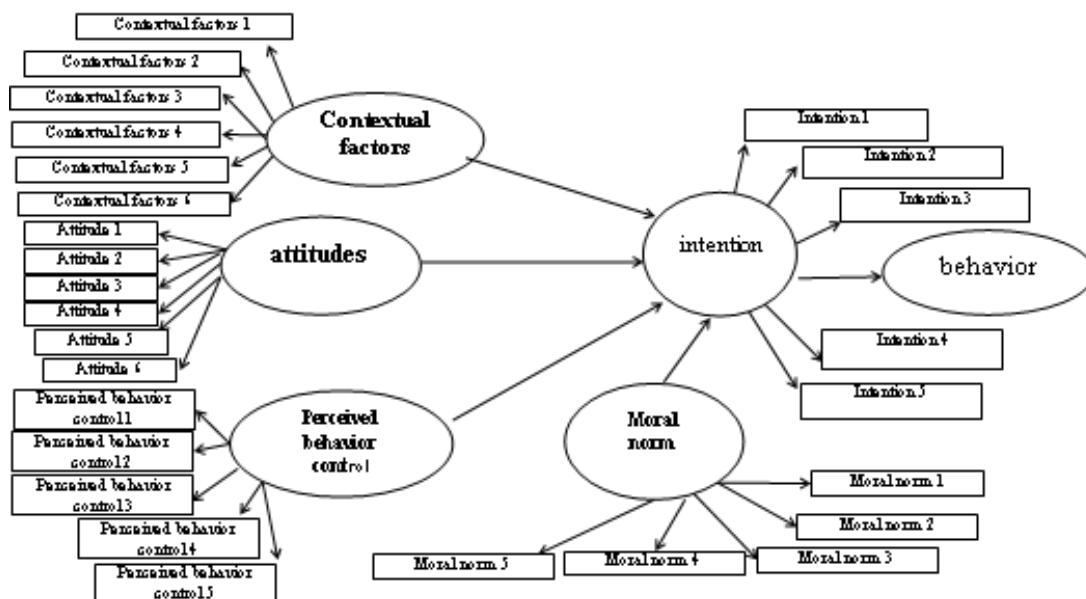 Contextual factors 1
Contextual factors 2
Contextual factors 3
Contextual factors 4
Contextual factors 5
Contextual factors 6
Contextual
factors
Attitude 1
Attitude 2
Attitude 3
Attitude 4
Attitude 5
Attitude 6
attitudes
Perceived behavior
control1
Perceived behavior
control2
Perceived behavior
control3
Perceived behavior
control4
Perceived behavior
control5
Perceived
behavior
control
Intention 1
Intention 2
Intention 3
intention
behavior
Intention 4
Intention 5
Moral
norm
Moral norm 1
Moral norm 2
Moral norm 3
Moral norm 4
Moral norm 5